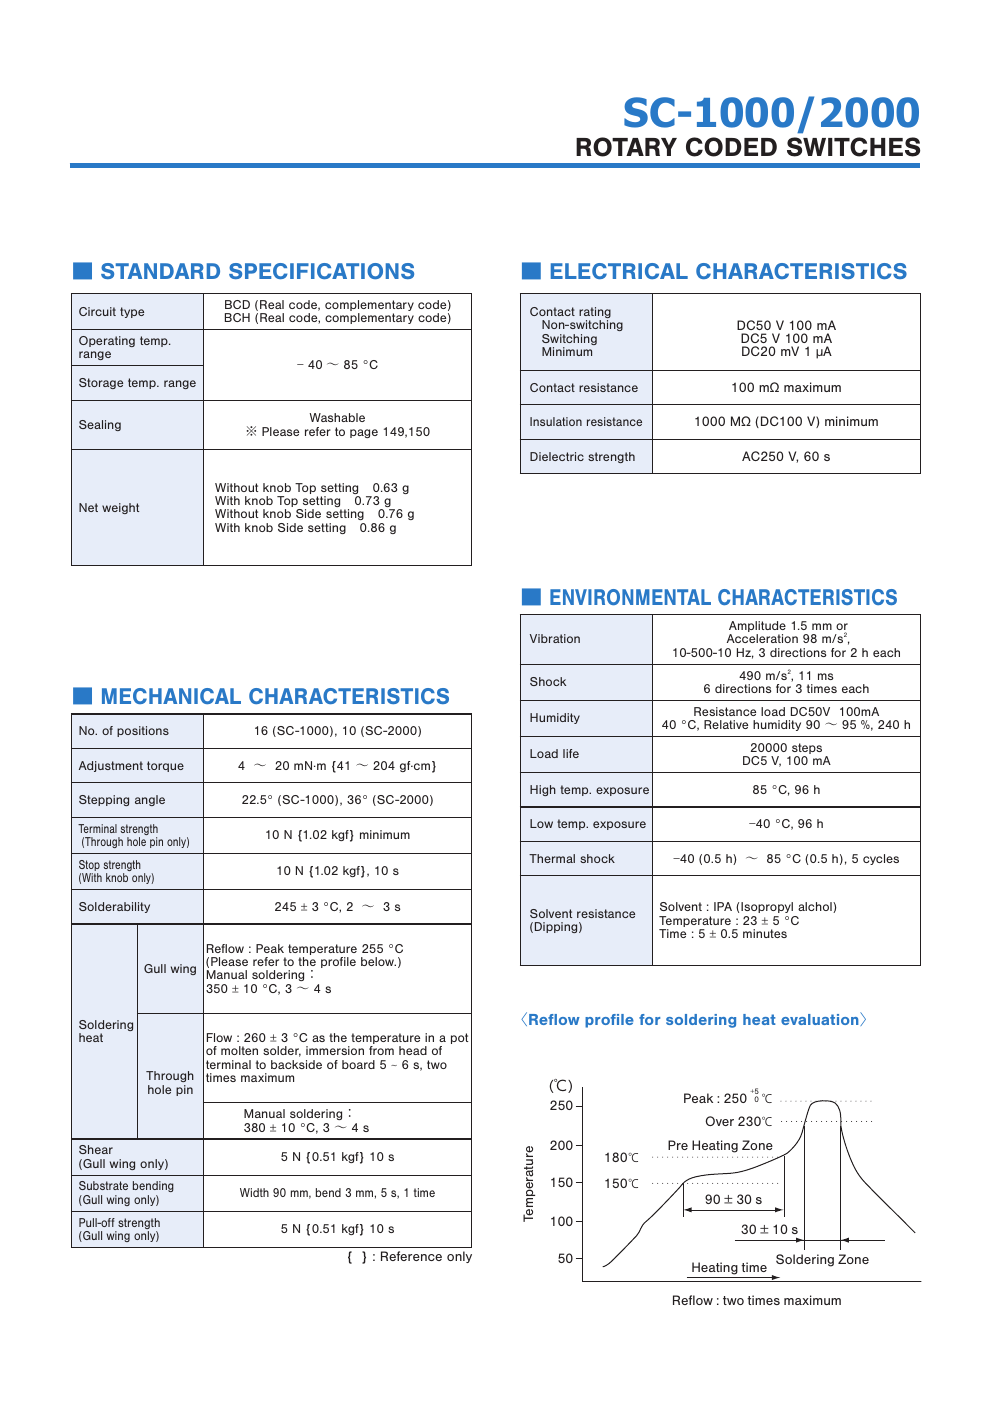 SC-1000/2000
ROTARY CODED SWITCHES
■ STANDARD SPECIFICATIONS
Circuit type
BCD (Real code, complementary code)
BCH (Real code, complementary code)
Operating temp.
range
− 40 ～ 85 °C
Storage temp. range
Sealing
Washable
※ Please refer to page 149,150
Net weight
Without knob Top setting 0.63 g
With knob Top setting 0.73 g
Without knob Side setting 0.76 g
With knob Side setting 0.86 g
■ MECHANICAL CHARACTERISTICS
No. of positions
16 (SC-1000), 10 (SC-2000)
Adjustment torque
4 ～ 20 mN·m {41 ～ 204 gf·cm}
Stepping angle
22.5° (SC-1000), 36° (SC-2000)
Terminal strength
(Through hole pin only)
10 N {1.02 kgf} minimum
Stop strength
(With knob only)
10 N {1.02 kgf}, 10 s
Solderability
245 ± 3 °C, 2 ～ 3 s
Soldering
heat
Gull wing
Reflow : Peak temperature 255 °C
(Please refer to the profile below.)
Manual soldering :
350 ± 10 °C, 3 ～ 4 s
Through
hole pin
Flow : 260 ± 3 °C as the temperature in a pot
of molten solder, immersion from head of
terminal to backside of board 5 ~ 6 s, two
times maximum
Manual soldering :
380 ± 10 °C, 3 ～ 4 s
Shear
(Gull wing only)
5 N {0.51 kgf} 10 s
Substrate bending
(Gull wing only)
Width 90 mm, bend 3 mm, 5 s, 1 time
Pull-off strength
(Gull wing only)
5 N {0.51 kgf} 10 s
{ } : Reference only
■ ELECTRICAL CHARACTERISTICS
Contact rating
Non-switching
Switching
Minimum
DC50 V 100 mA
DC5 V 100 mA
DC20 mV 1 µA
Contact resistance
100 mΩ maximum
Insulation resistance
1000 MΩ (DC100 V) minimum
Dielectric strength
AC250 V, 60 s
■ ENVIRONMENTAL CHARACTERISTICS
Vibration
Amplitude 1.5 mm or
Acceleration 98 m/s²,
10-500-10 Hz, 3 directions for 2 h each
Shock
490 m/s², 11 ms
6 directions for 3 times each
Humidity
Resistance load DC50V 100mA
40 °C, Relative humidity 90 ～ 95 %, 240 h
Load life
20000 steps
DC5 V, 100 mA
High temp. exposure
85 °C, 96 h
Low temp. exposure
−40 °C, 96 h
Thermal shock
−40 (0.5 h) ～ 85 °C (0.5 h), 5 cycles
Solvent resistance
(Dipping)
Solvent : IPA (Isopropyl alchol)
Temperature : 23 ± 5 °C
Time : 5 ± 0.5 minutes
〈Reflow profile for soldering heat evaluation〉
(℃)
250
200
150
100
50
Temperature
Peak : 250 +5 0 ℃
Over 230℃
Pre Heating Zone
180℃
150℃
90 ± 30 s
30 ± 10 s
Soldering Zone
Heating time
Reflow : two times maximum